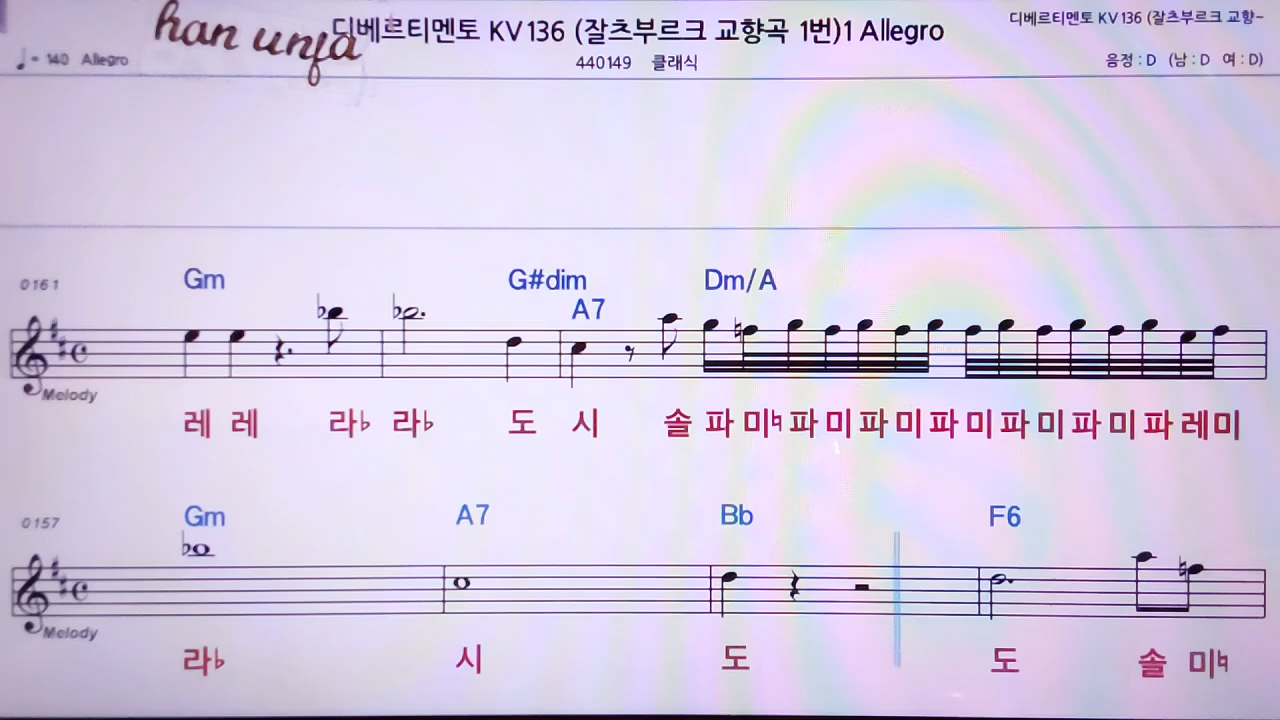 han unfa
디베르티멘토 KV 136 (잘츠부르크 교향곡 1번)1 Allegro
디베르티멘토 KV 136 (잘츠부르크 교향~
♩= 140 Allegro
440149 클래식
음정 : D (남 : D 여 : D)
0161
Gm G#dim Dm/A
A7
Melody
레 레 라♭ 라♭ 도 시 솔 파 미♮ 파 미 파 미 파 미 파 미 파 미 파 레 미
0157
Gm A7 Bb F6
Melody
라♭ 시 도 도 솔 미♮